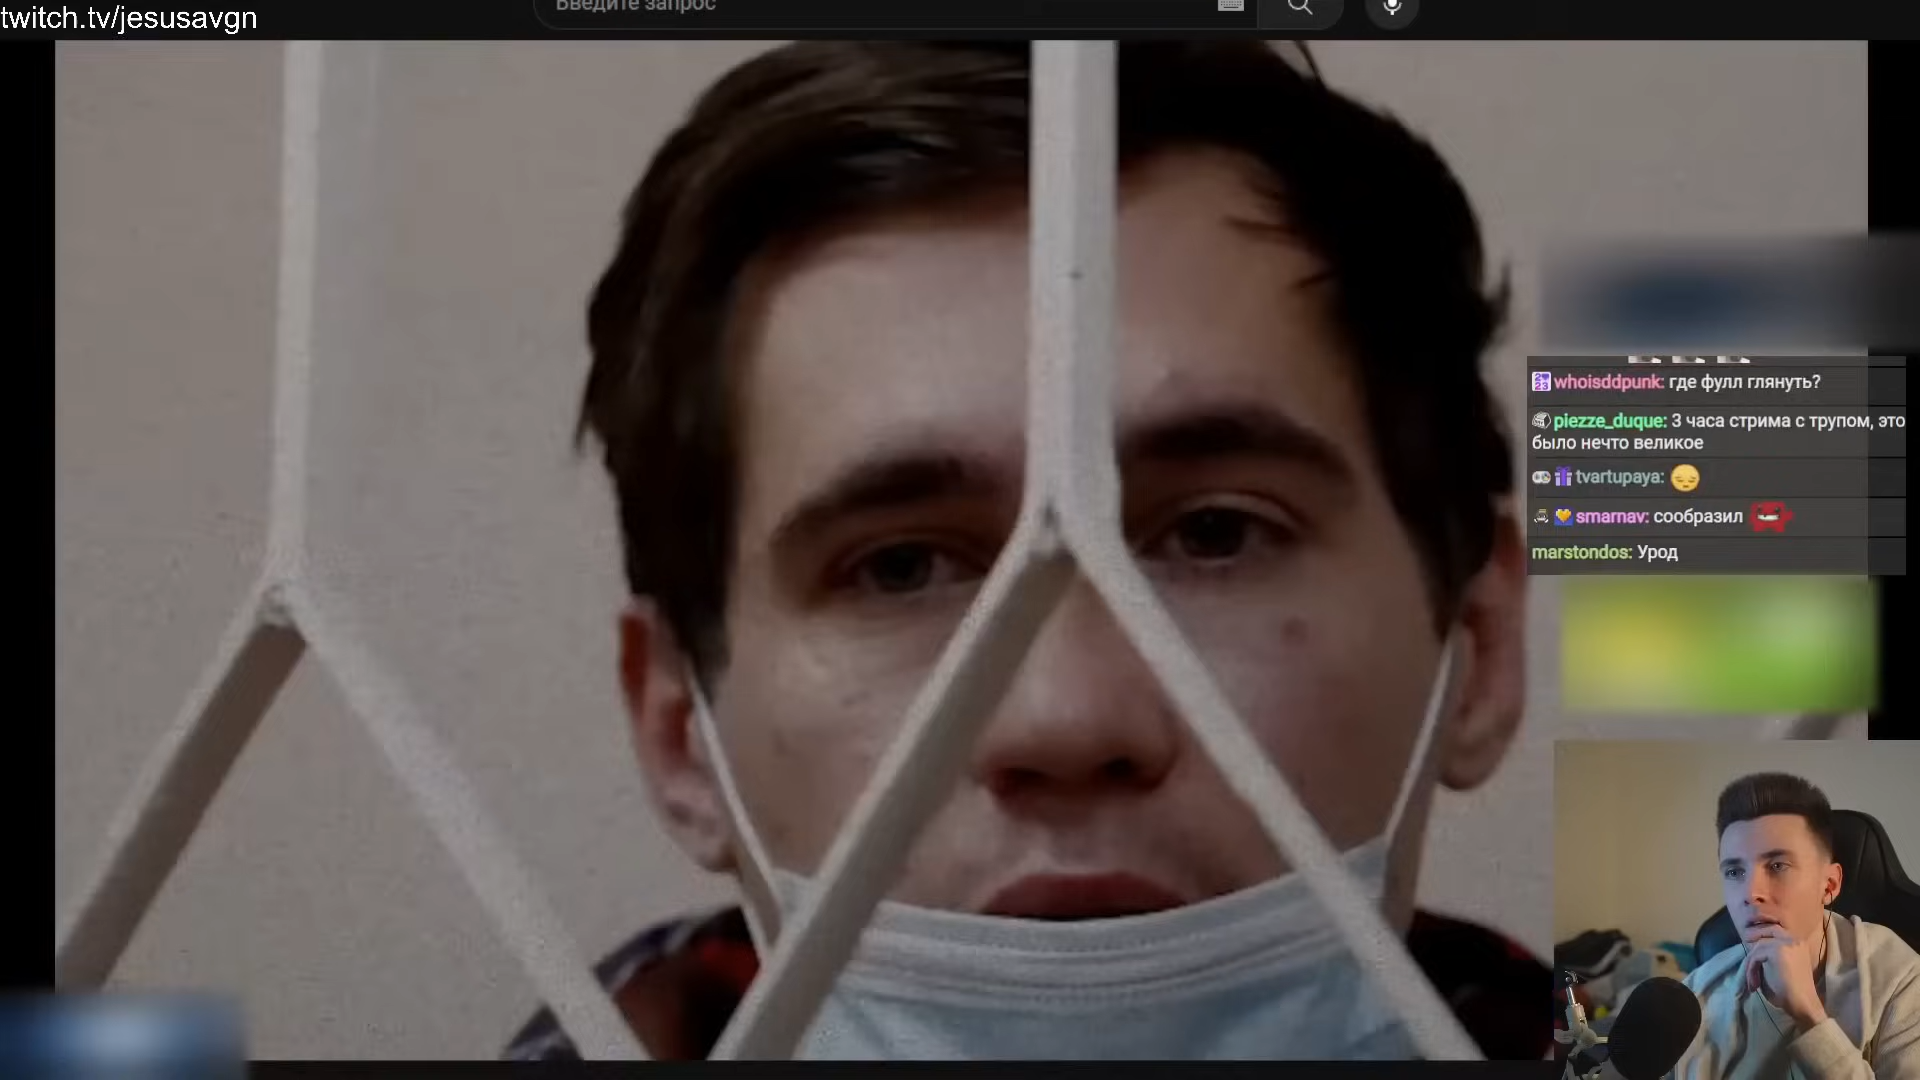 twitch.tv/jesusavgn
Введите запрос
whoisddpunk: где фулл глянуть?
piezze_duque: 3 часа стрима с трупом, это
было нечто великое
tvartupaya:
smarnav: сообразил
marstondos: Урод